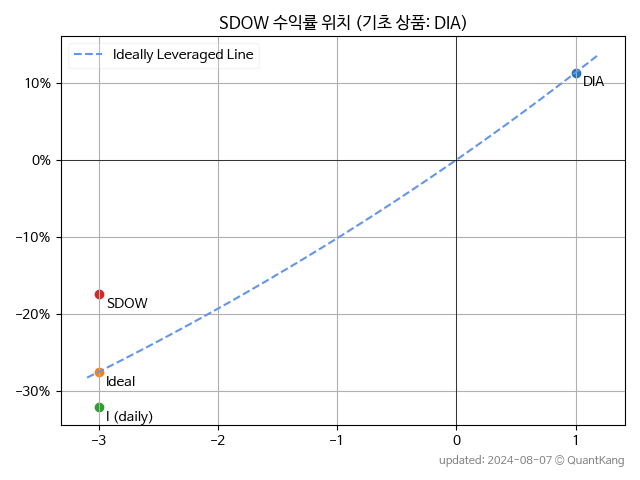 SDOW 수익률 위치 (기초 상품: DIA)
Ideally Leveraged Line
10%
0%
−10%
−20%
−30%
DIA
SDOW
Ideal
I (daily)
−3
−2
−1
0
1
updated: 2024-08-07 © QuantKang